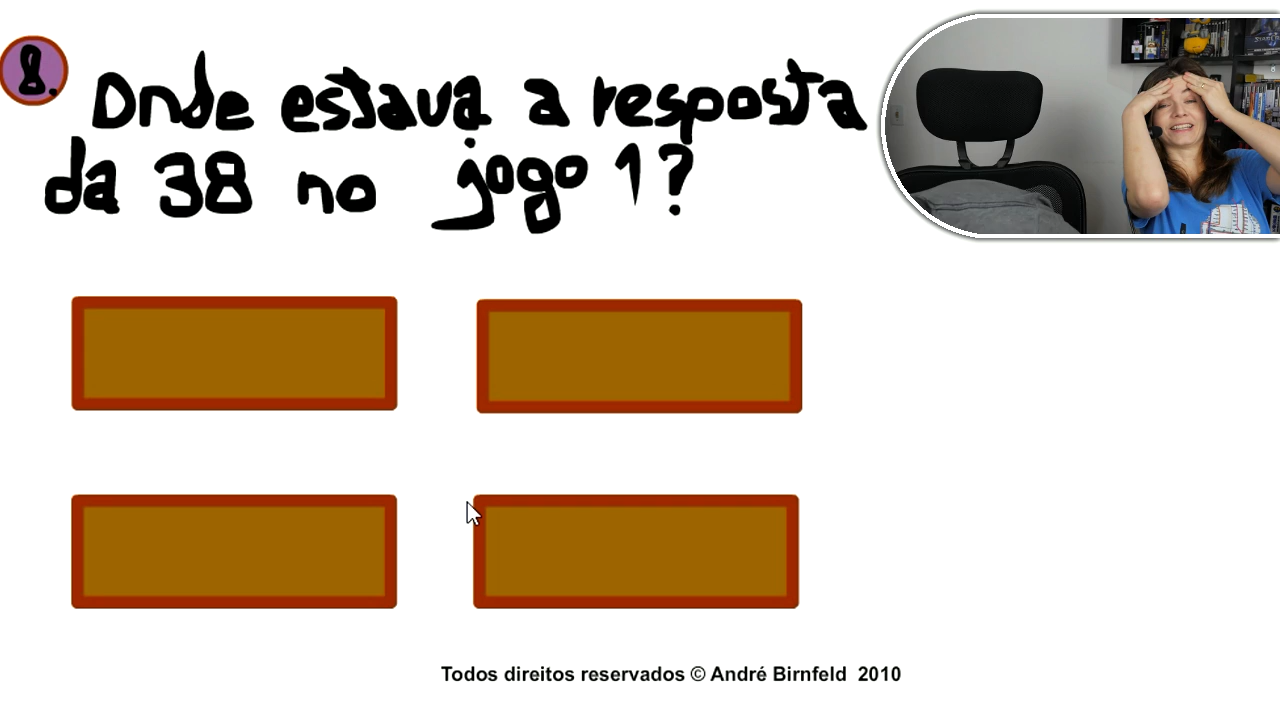 8.
Onde estava a resposta
da 38 no jogo 1?
Todos direitos reservados © André Birnfeld 2010